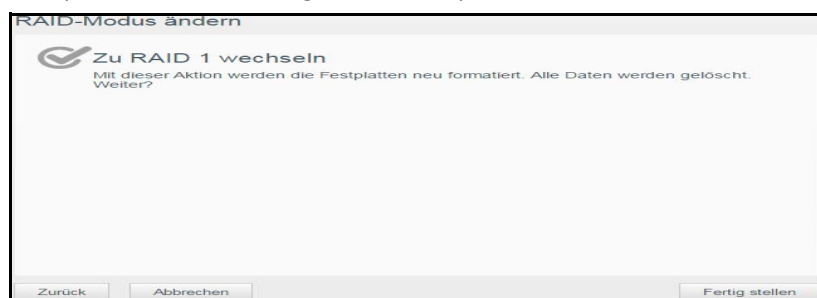 RAID-Modus ändern
Zu RAID 1 wechseln
Mit dieser Aktion werden die Festplatten neu formatiert. Alle Daten werden gelöscht.
Weiter?
Zurück
Abbrechen
Fertig stellen